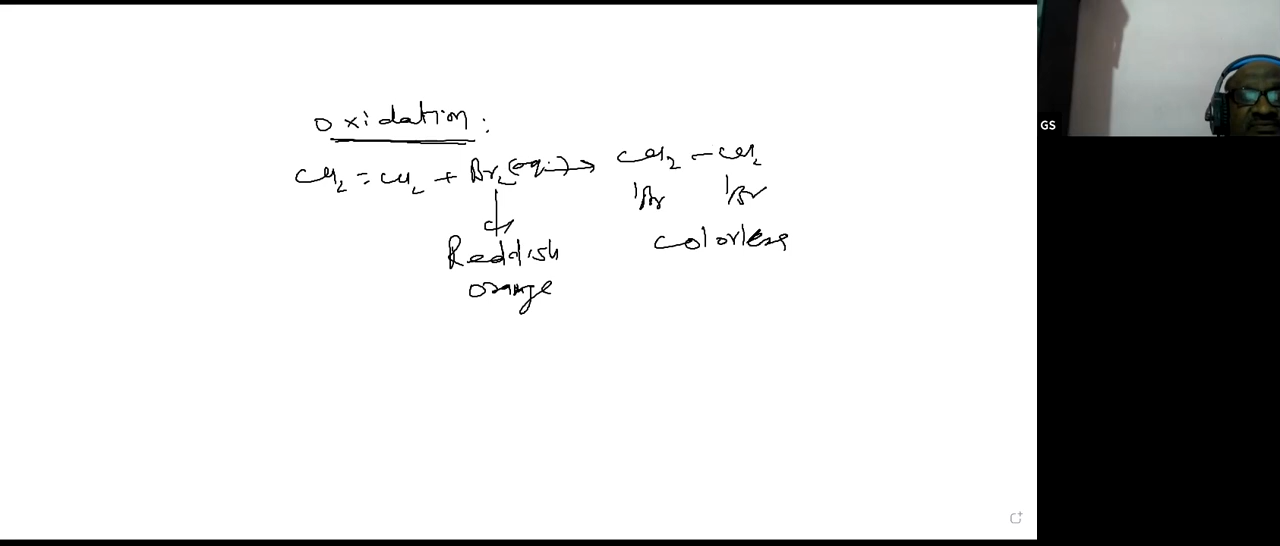 Oxidation:
CH2 = CH2 + Br2 (aq) → CH2 - CH2
Br Br
Reddish colorless
orange
GS